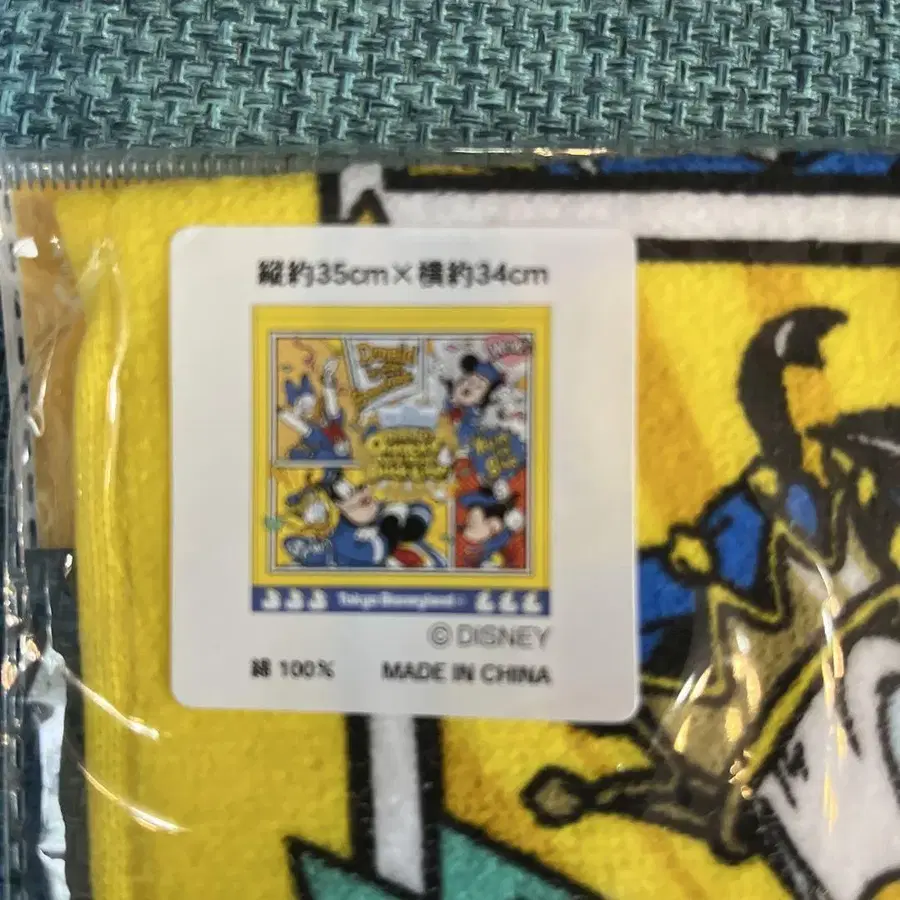 縦約35cm×横約34cm
Donald
Tokyo Disneyland
© DISNEY
綿 100% MADE IN CHINA